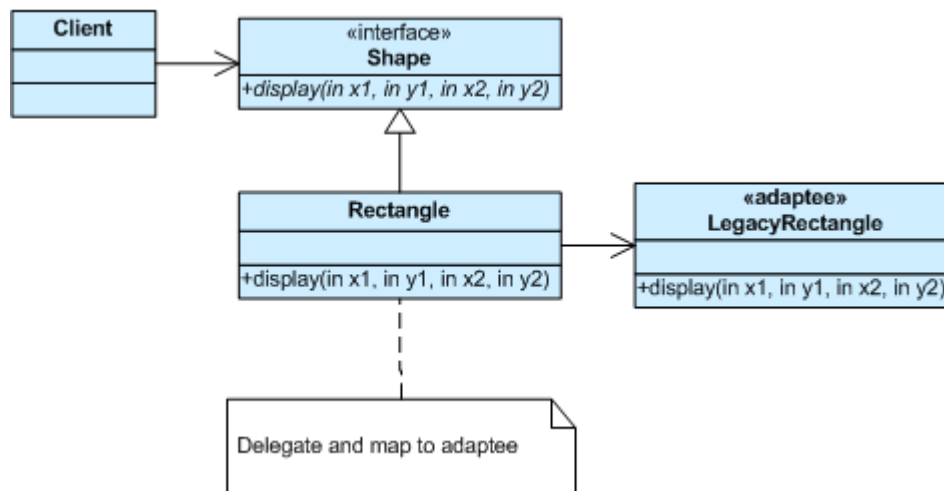 Client
«interface»
Shape
+display(in x1, in y1, in x2, in y2)
Rectangle
+display(in x1, in y1, in x2, in y2)
«adaptee»
LegacyRectangle
+display(in x1, in y1, in x2, in y2)
Delegate and map to adaptee